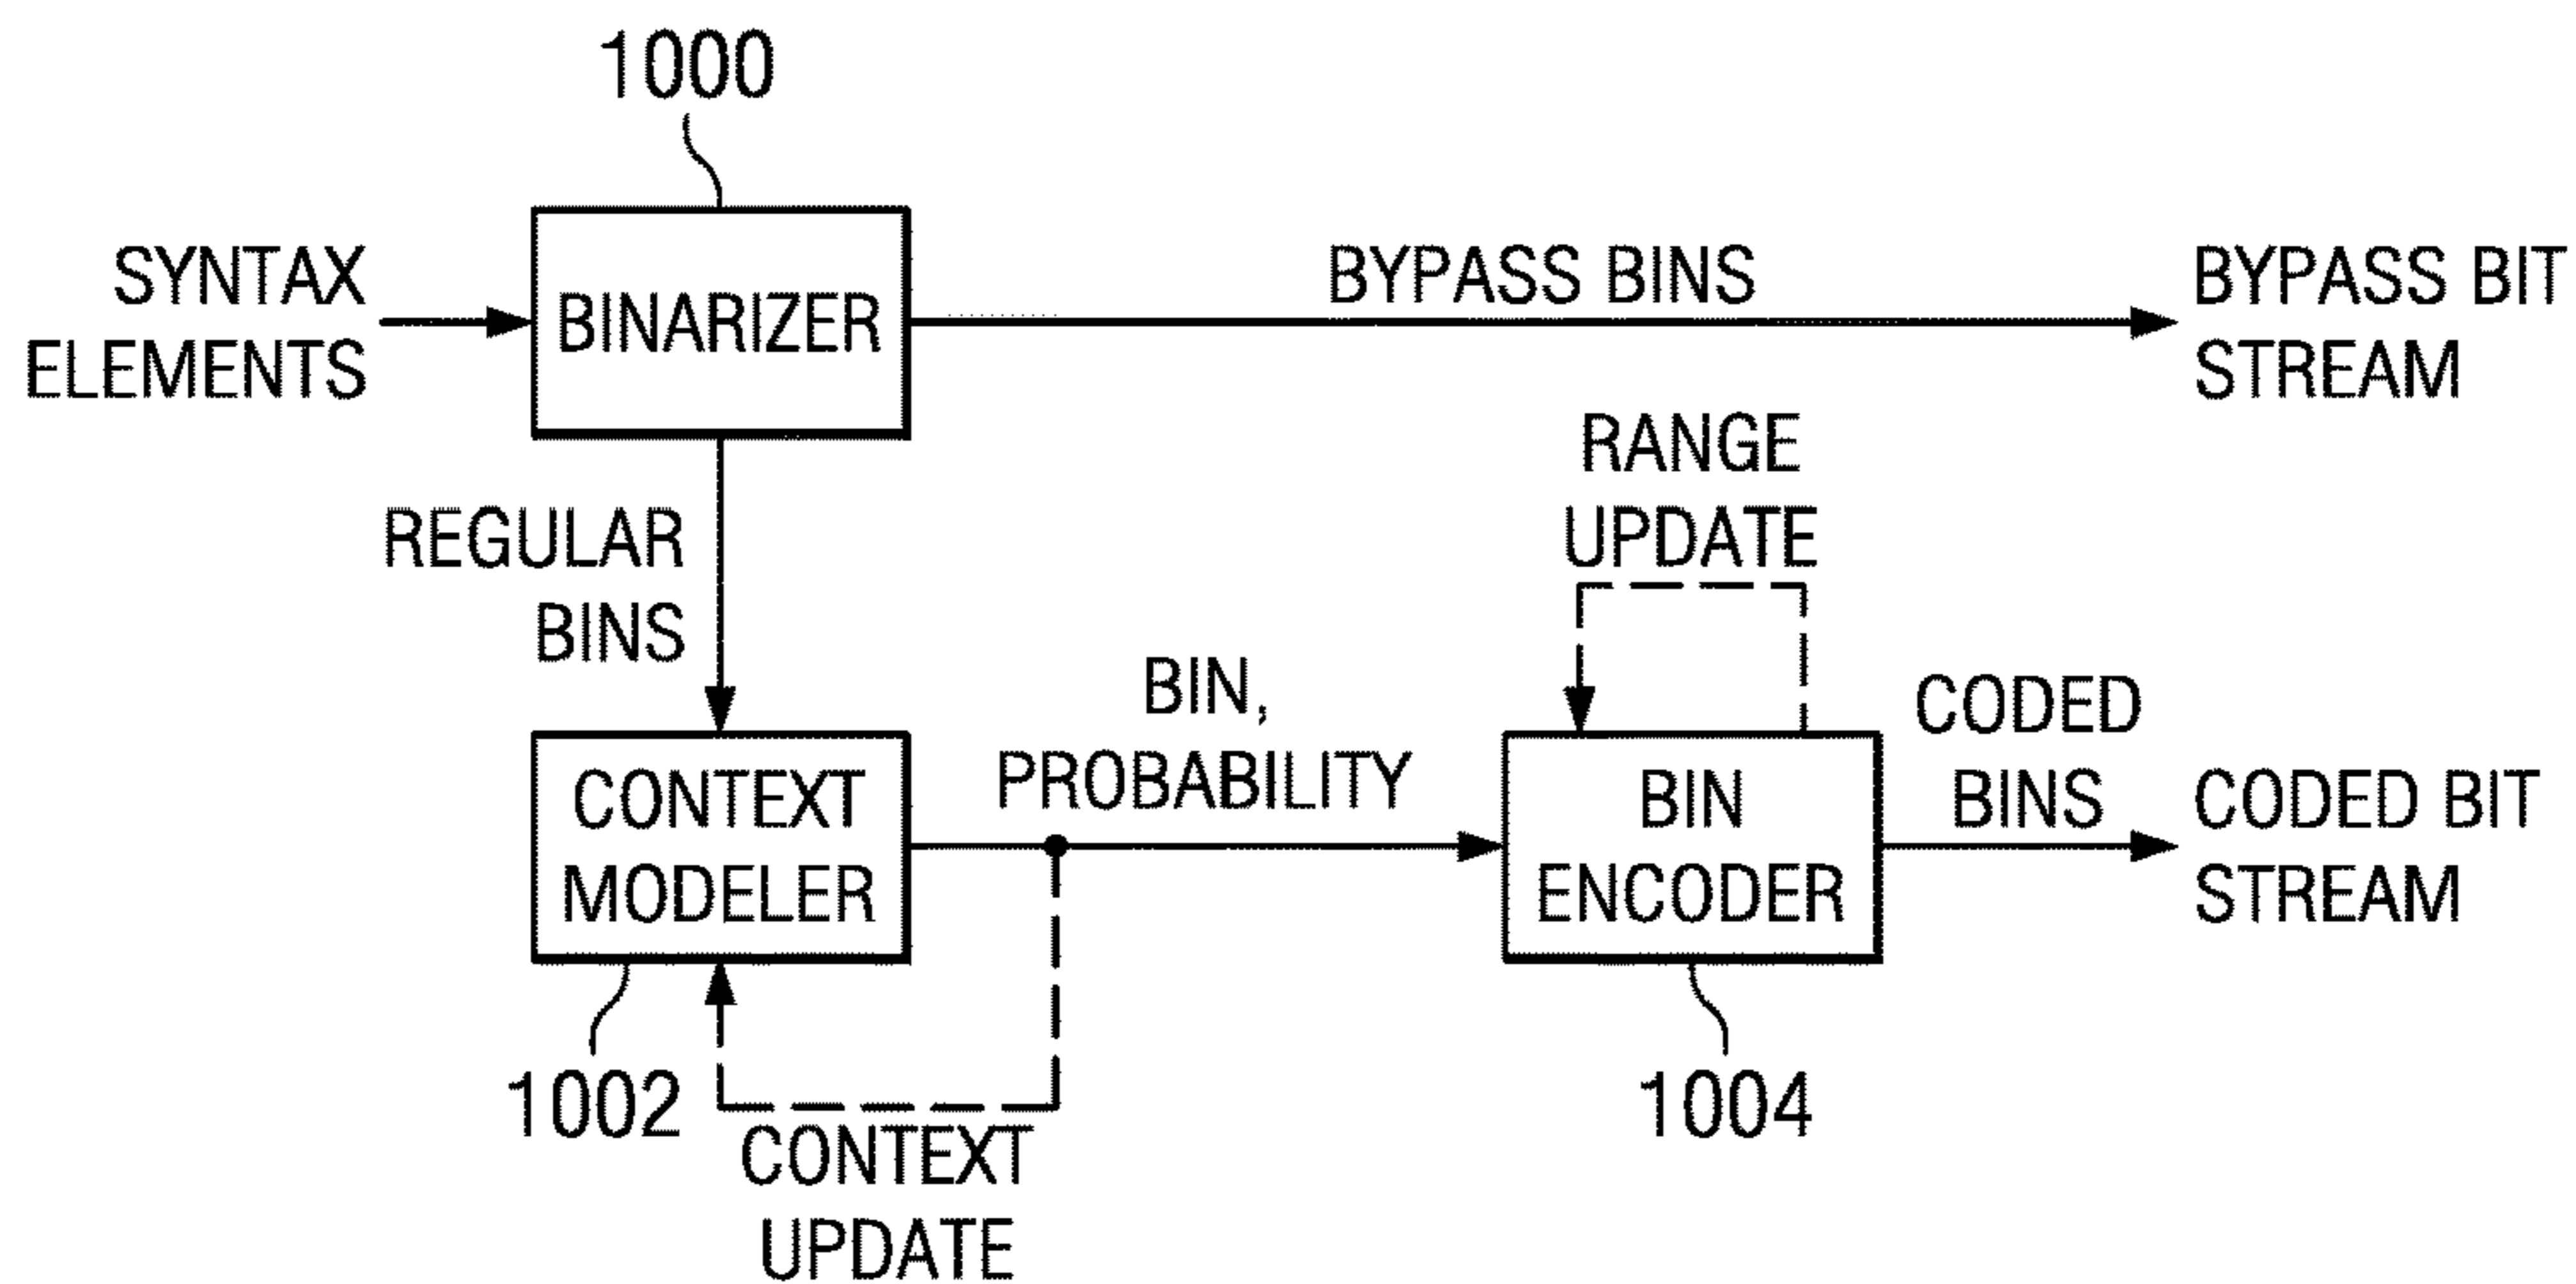 1000
SYNTAX
ELEMENTS
BINARIZER
BYPASS BINS
BYPASS BIT
STREAM
REGULAR
BINS
RANGE
UPDATE
CONTEXT
MODELER
BIN,
PROBABILITY
BIN
ENCODER
CODED
BINS
CODED BIT
STREAM
1002
CONTEXT
UPDATE
1004